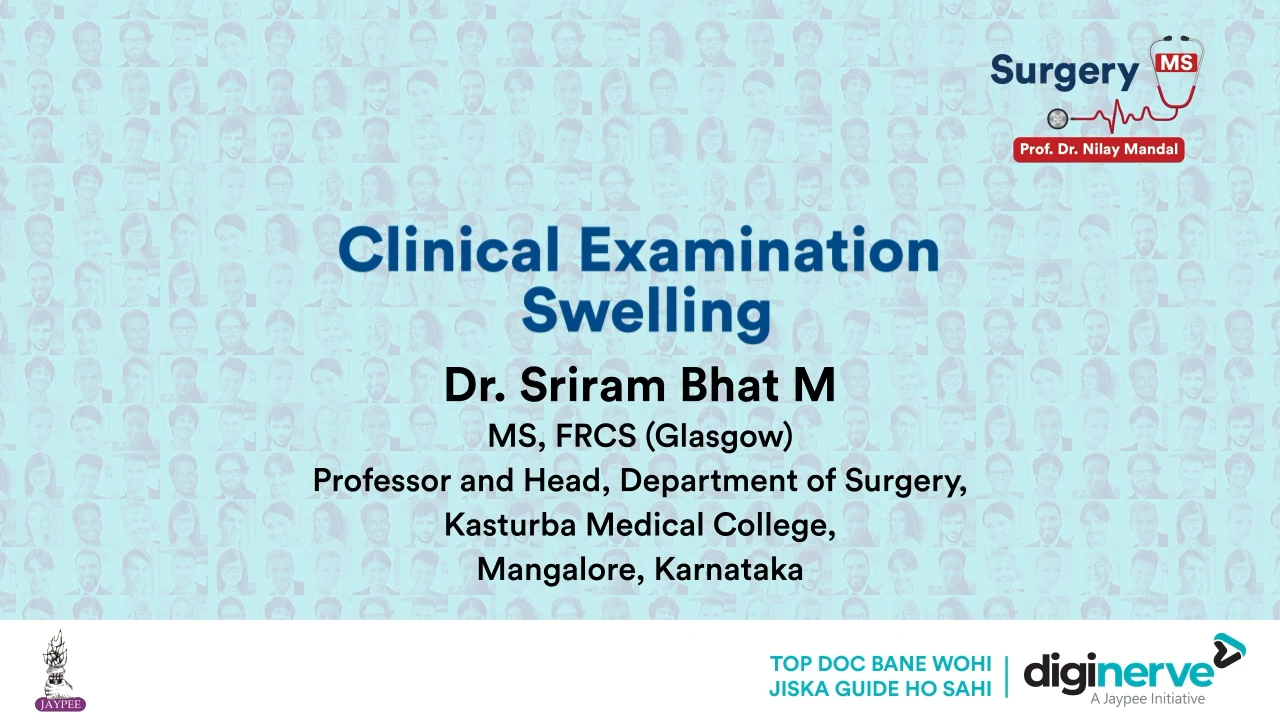 Surgery MS
Prof. Dr. Nilay Mandal
Clinical Examination
Swelling
Dr. Sriram Bhat M
MS, FRCS (Glasgow)
Professor and Head, Department of Surgery,
Kasturba Medical College,
Mangalore, Karnataka
JAYPEE
TOP DOC BANE WOHI
JISKA GUIDE HO SAHI
diginerve
A Jaypee Initiative